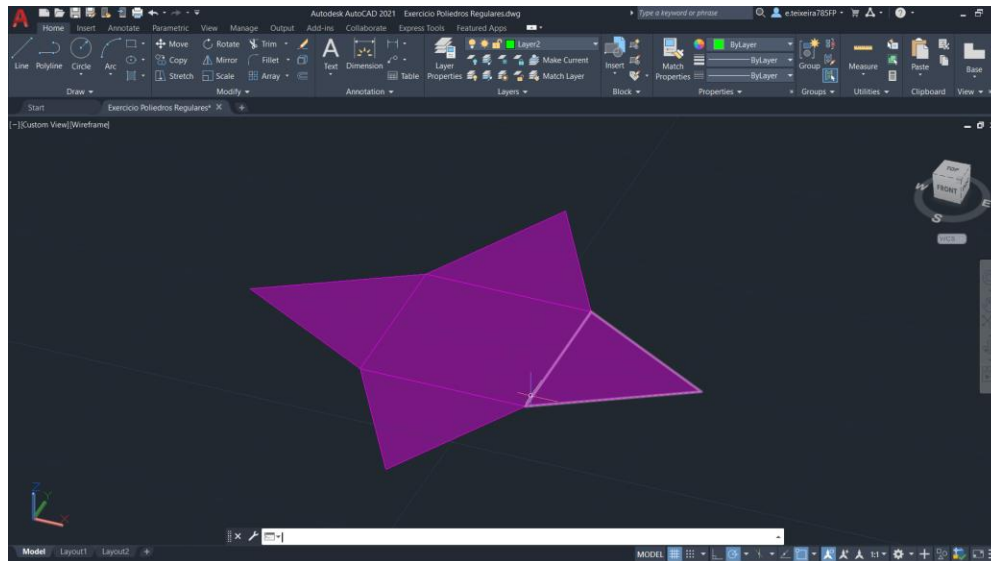 Autodesk AutoCAD 2021 Exercicio Poliedros Regulares.dwg
Type a keyword or phrase
e.teixeira785FP
Home Insert Annotate Parametric View Manage Output Add-ins Collaborate Express Tools Featured Apps
Line Polyline Circle Arc
Move Rotate Trim
Copy Mirror Fillet
Stretch Scale Array
Text Dimension
Table
Layer Properties
Layer2
Make Current
Match Layer
Insert
Match Properties
ByLayer
ByLayer
ByLayer
Group
Measure
Paste
Base
Draw Modify Annotation Layers Block Properties Groups Utilities Clipboard View
Start Exercicio Poliedros Regulares* +
[-][Custom View][Wireframe]
TOP
FRONT
W
S
E
WCS
Z
Y
X
Model Layout1 Layout2 +
MODEL
1:1